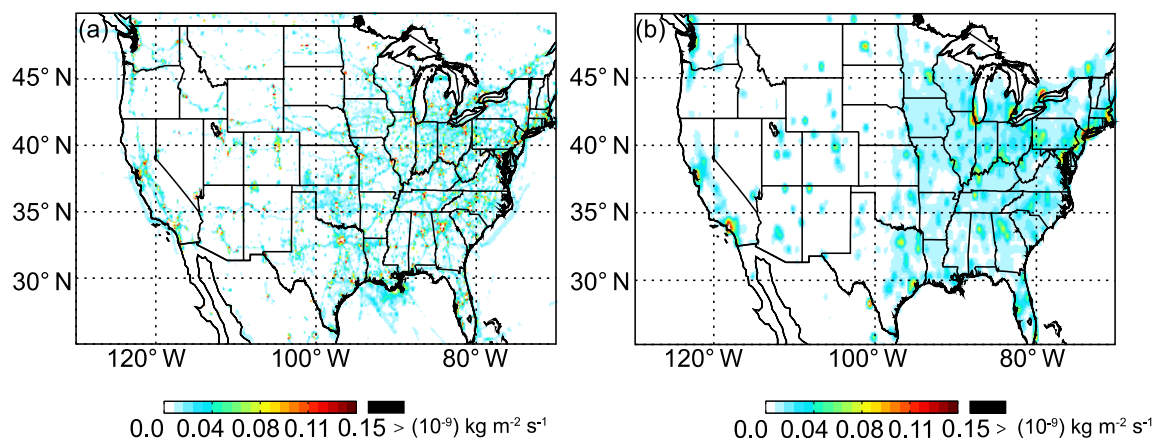 (a) (b)
45° N 45° N
40° N 40° N
35° N 35° N
30° N 30° N
120°W 100°W 80°W 120°W 100°W 80°W
0.0 0.04 0.08 0.11 0.15 > (10⁻⁹) kg m⁻² s⁻¹ 0.0 0.04 0.08 0.11 0.15 > (10⁻⁹) kg m⁻² s⁻¹